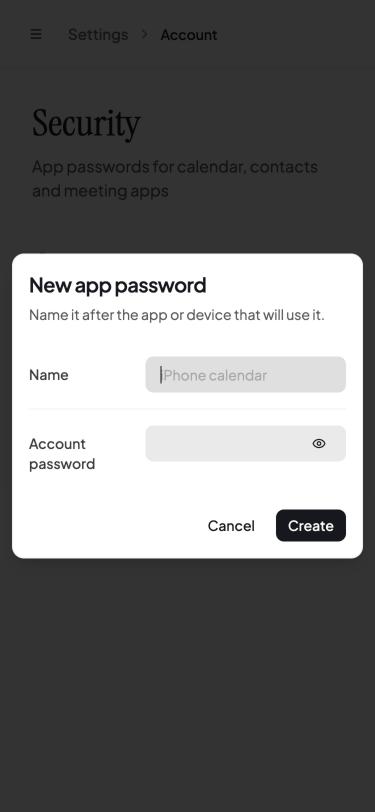 Settings > Account
Security
App passwords for calendar, contacts
and meeting apps
New app password
Name it after the app or device that will use it.
Name
iPhone calendar
Account
password
Cancel
Create